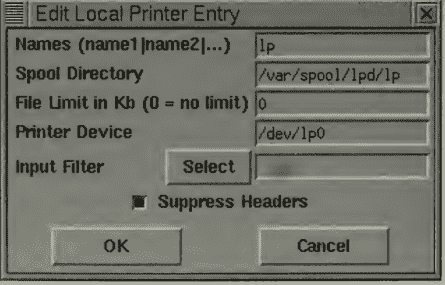 Edit Local Printer Entry
Names (name1|name2|...) lp
Spool Directory /var/spool/lpd/lp
File Limit in Kb (0 = no limit) 0
Printer Device /dev/lp0
Input Filter Select
Suppress Headers
OK Cancel